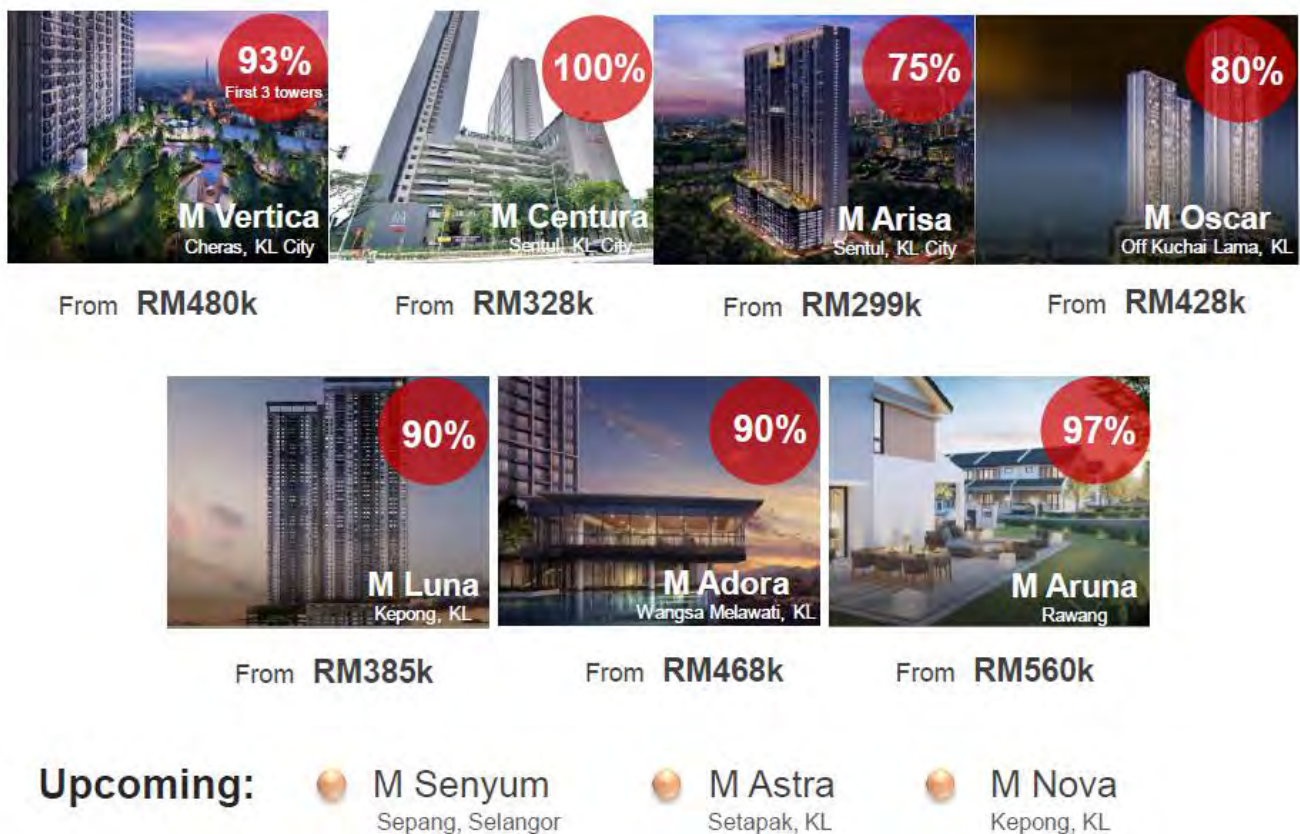 93%
First 3 towers
M Vertica
Cheras, KL City
100%
M Centura
Sentul, KL City
75%
M Arisa
Sentul, KL City
80%
M Oscar
Off Kuchai Lama, KL
From RM480k
From RM328k
From RM299k
From RM428k
90%
M Luna
Kepong, KL
90%
M Adora
Wangsa Melawati, KL
97%
M Aruna
Rawang
From RM385k
From RM468k
From RM560k
Upcoming:
M Senyum
Sepang, Selangor
M Astra
Setapak, KL
M Nova
Kepong, KL